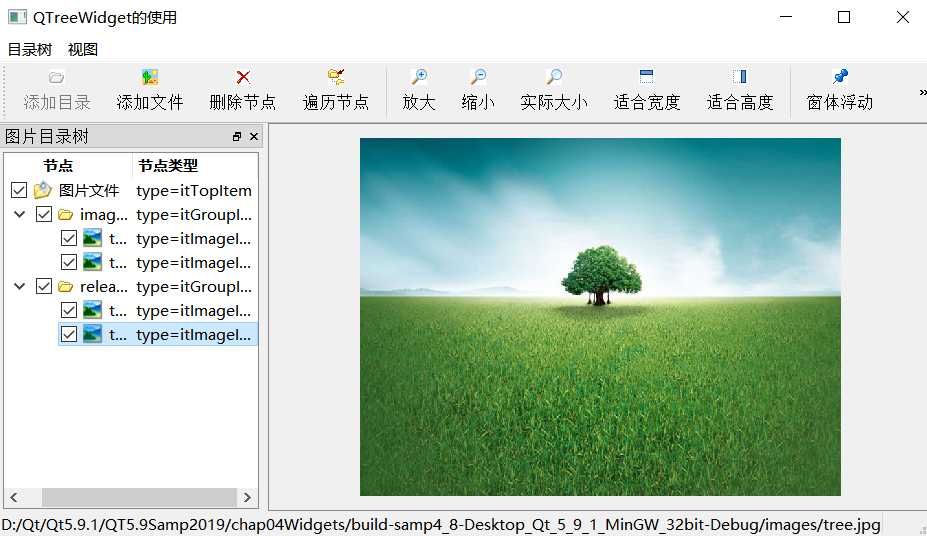 QTreeWidget的使用
目录树 视图
添加目录 添加文件 删除节点 遍历节点 放大 缩小 实际大小 适合宽度 适合高度 窗体浮动 »
图片目录树
节点 节点类型
图片文件 type=itTopItem
imag... type=itGroupI...
t... type=itImageI...
t... type=itImageI...
relea... type=itGroupI...
t... type=itImageI...
t... type=itImageI...
D:/Qt/Qt5.9.1/QT5.9Samp2019/chap04Widgets/build-samp4_8-Desktop_Qt_5_9_1_MinGW_32bit-Debug/images/tree.jpg